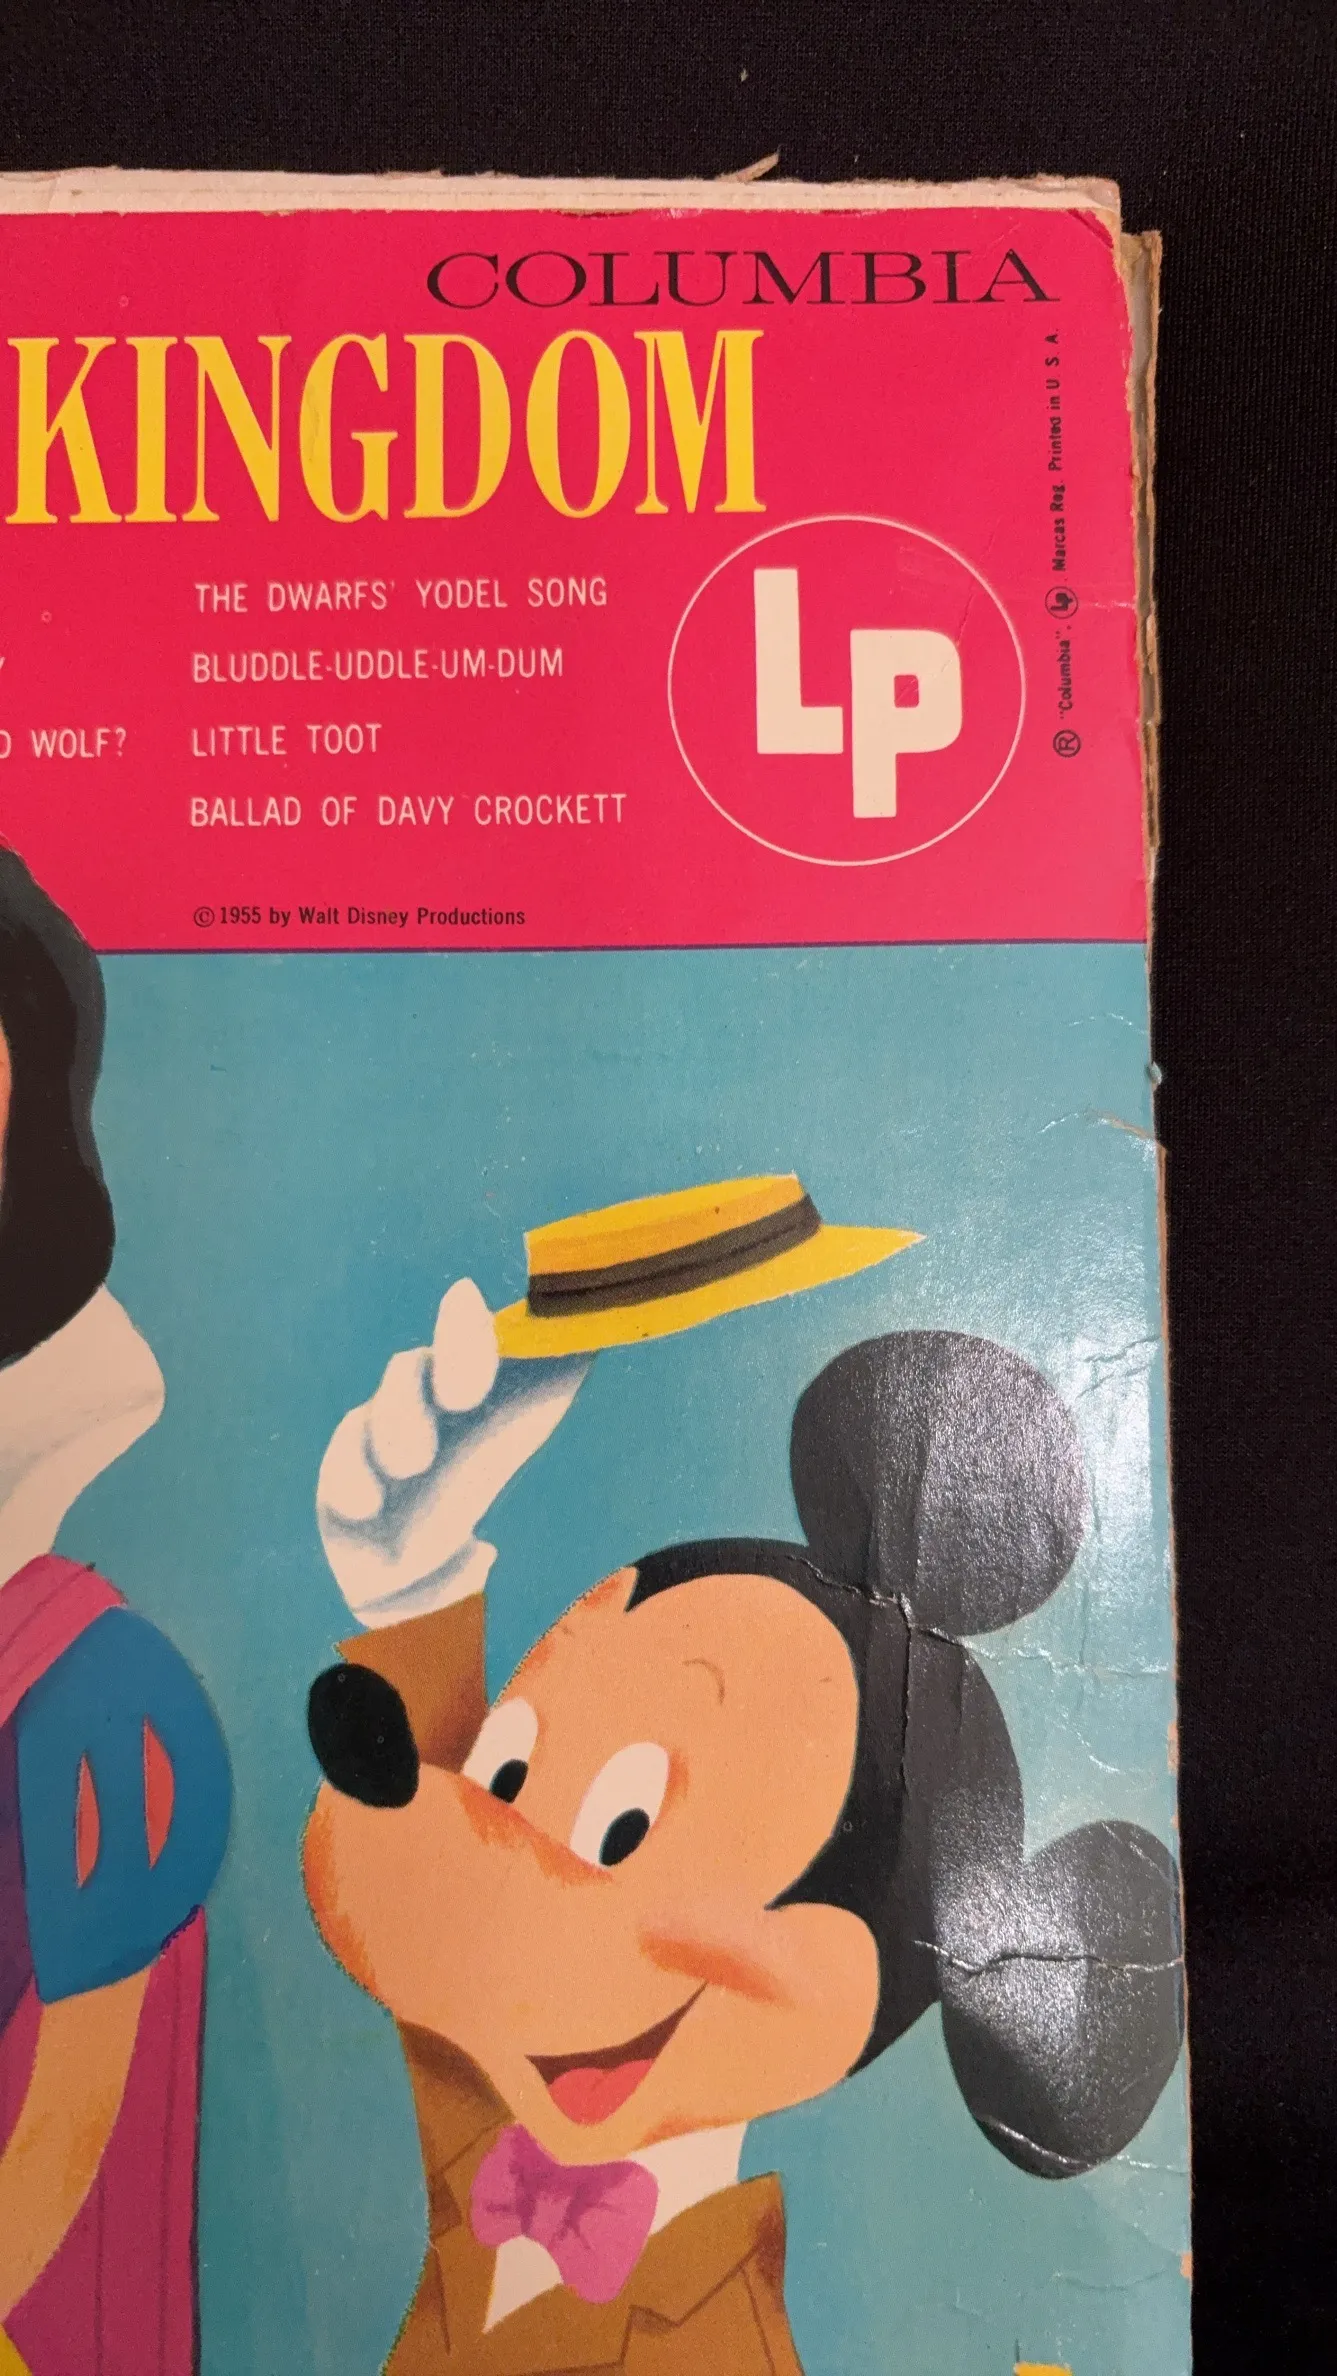 COLUMBIA
KINGDOM
THE DWARFS' YODEL SONG
BLUDDLE-UDDLE-UM-DUM
WOLF?
LITTLE TOOT
BALLAD OF DAVY CROCKETT
LP
® "Columbia", LP, Marcas Reg. Printed in U S A.
© 1955 by Walt Disney Productions